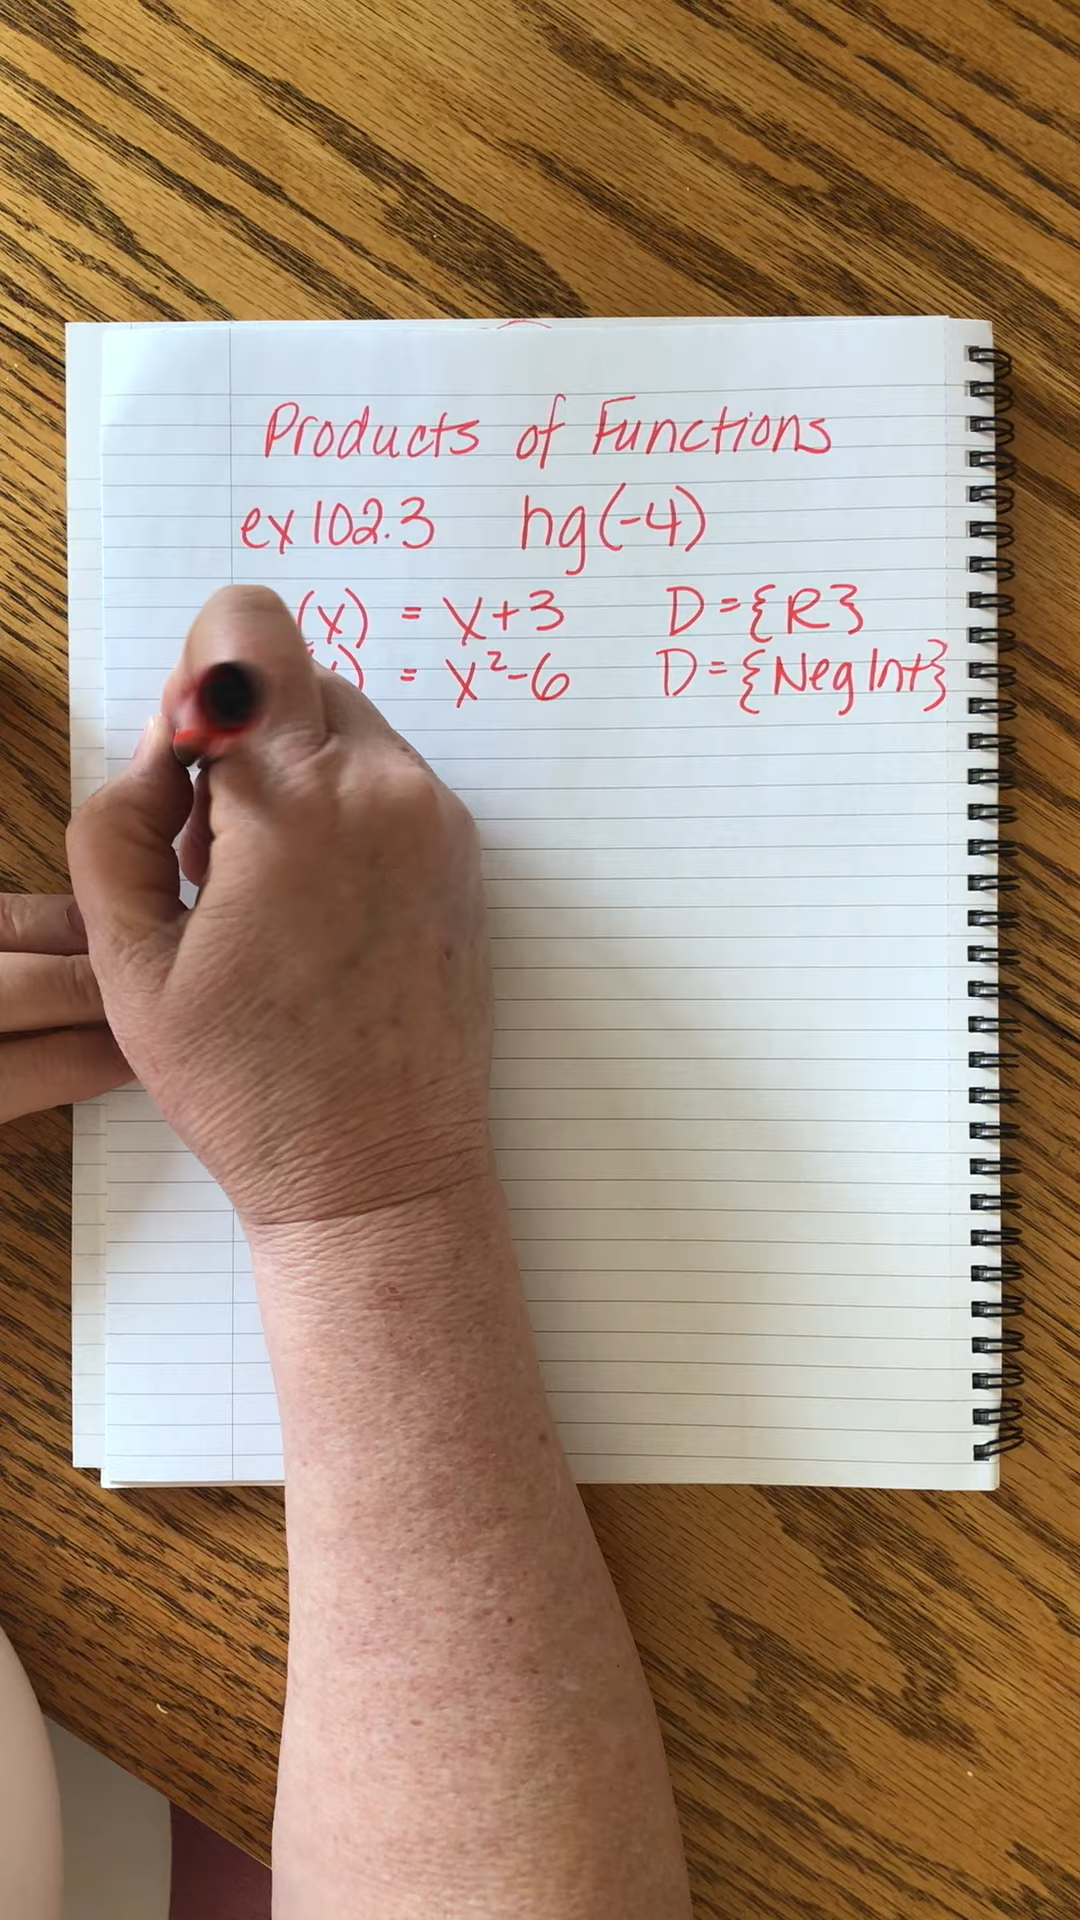 Products of Functions
ex 102.3 hg(-4)
(x) = x+3 D={R}
) = x²-6 D={Neg Int}